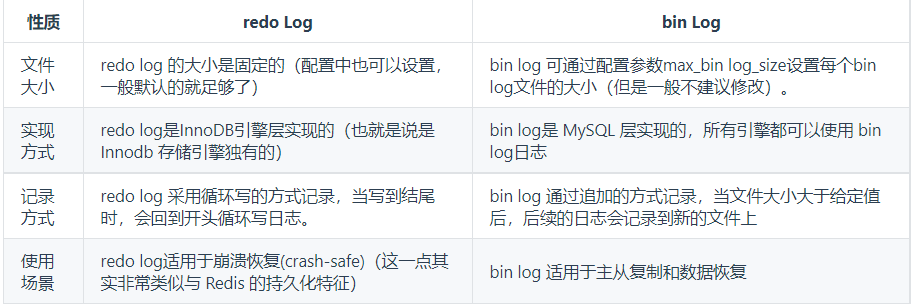 性质 redo Log bin Log
文件 redo log 的大小是固定的（配置中也可以设置， bin log 可通过配置参数max_bin log_size设置每个bin
大小 一般默认的就足够了） log文件的大小（但是一般不建议修改）。
实现 redo log是InnoDB引擎层实现的（也就是说是 bin log是 MySQL 层实现的，所有引擎都可以使用 bin
方式 Innodb 存储引擎独有的） log日志
记录 redo log 采用循环写的方式记录，当写到结尾 bin log 通过追加的方式记录，当文件大小大于给定值
方式 时，会回到开头循环写日志。 后，后续的日志会记录到新的文件上
使用 redo log适用于崩溃恢复(crash-safe)（这一点其 bin log 适用于主从复制和数据恢复
场景 实非常类似与 Redis 的持久化特征）